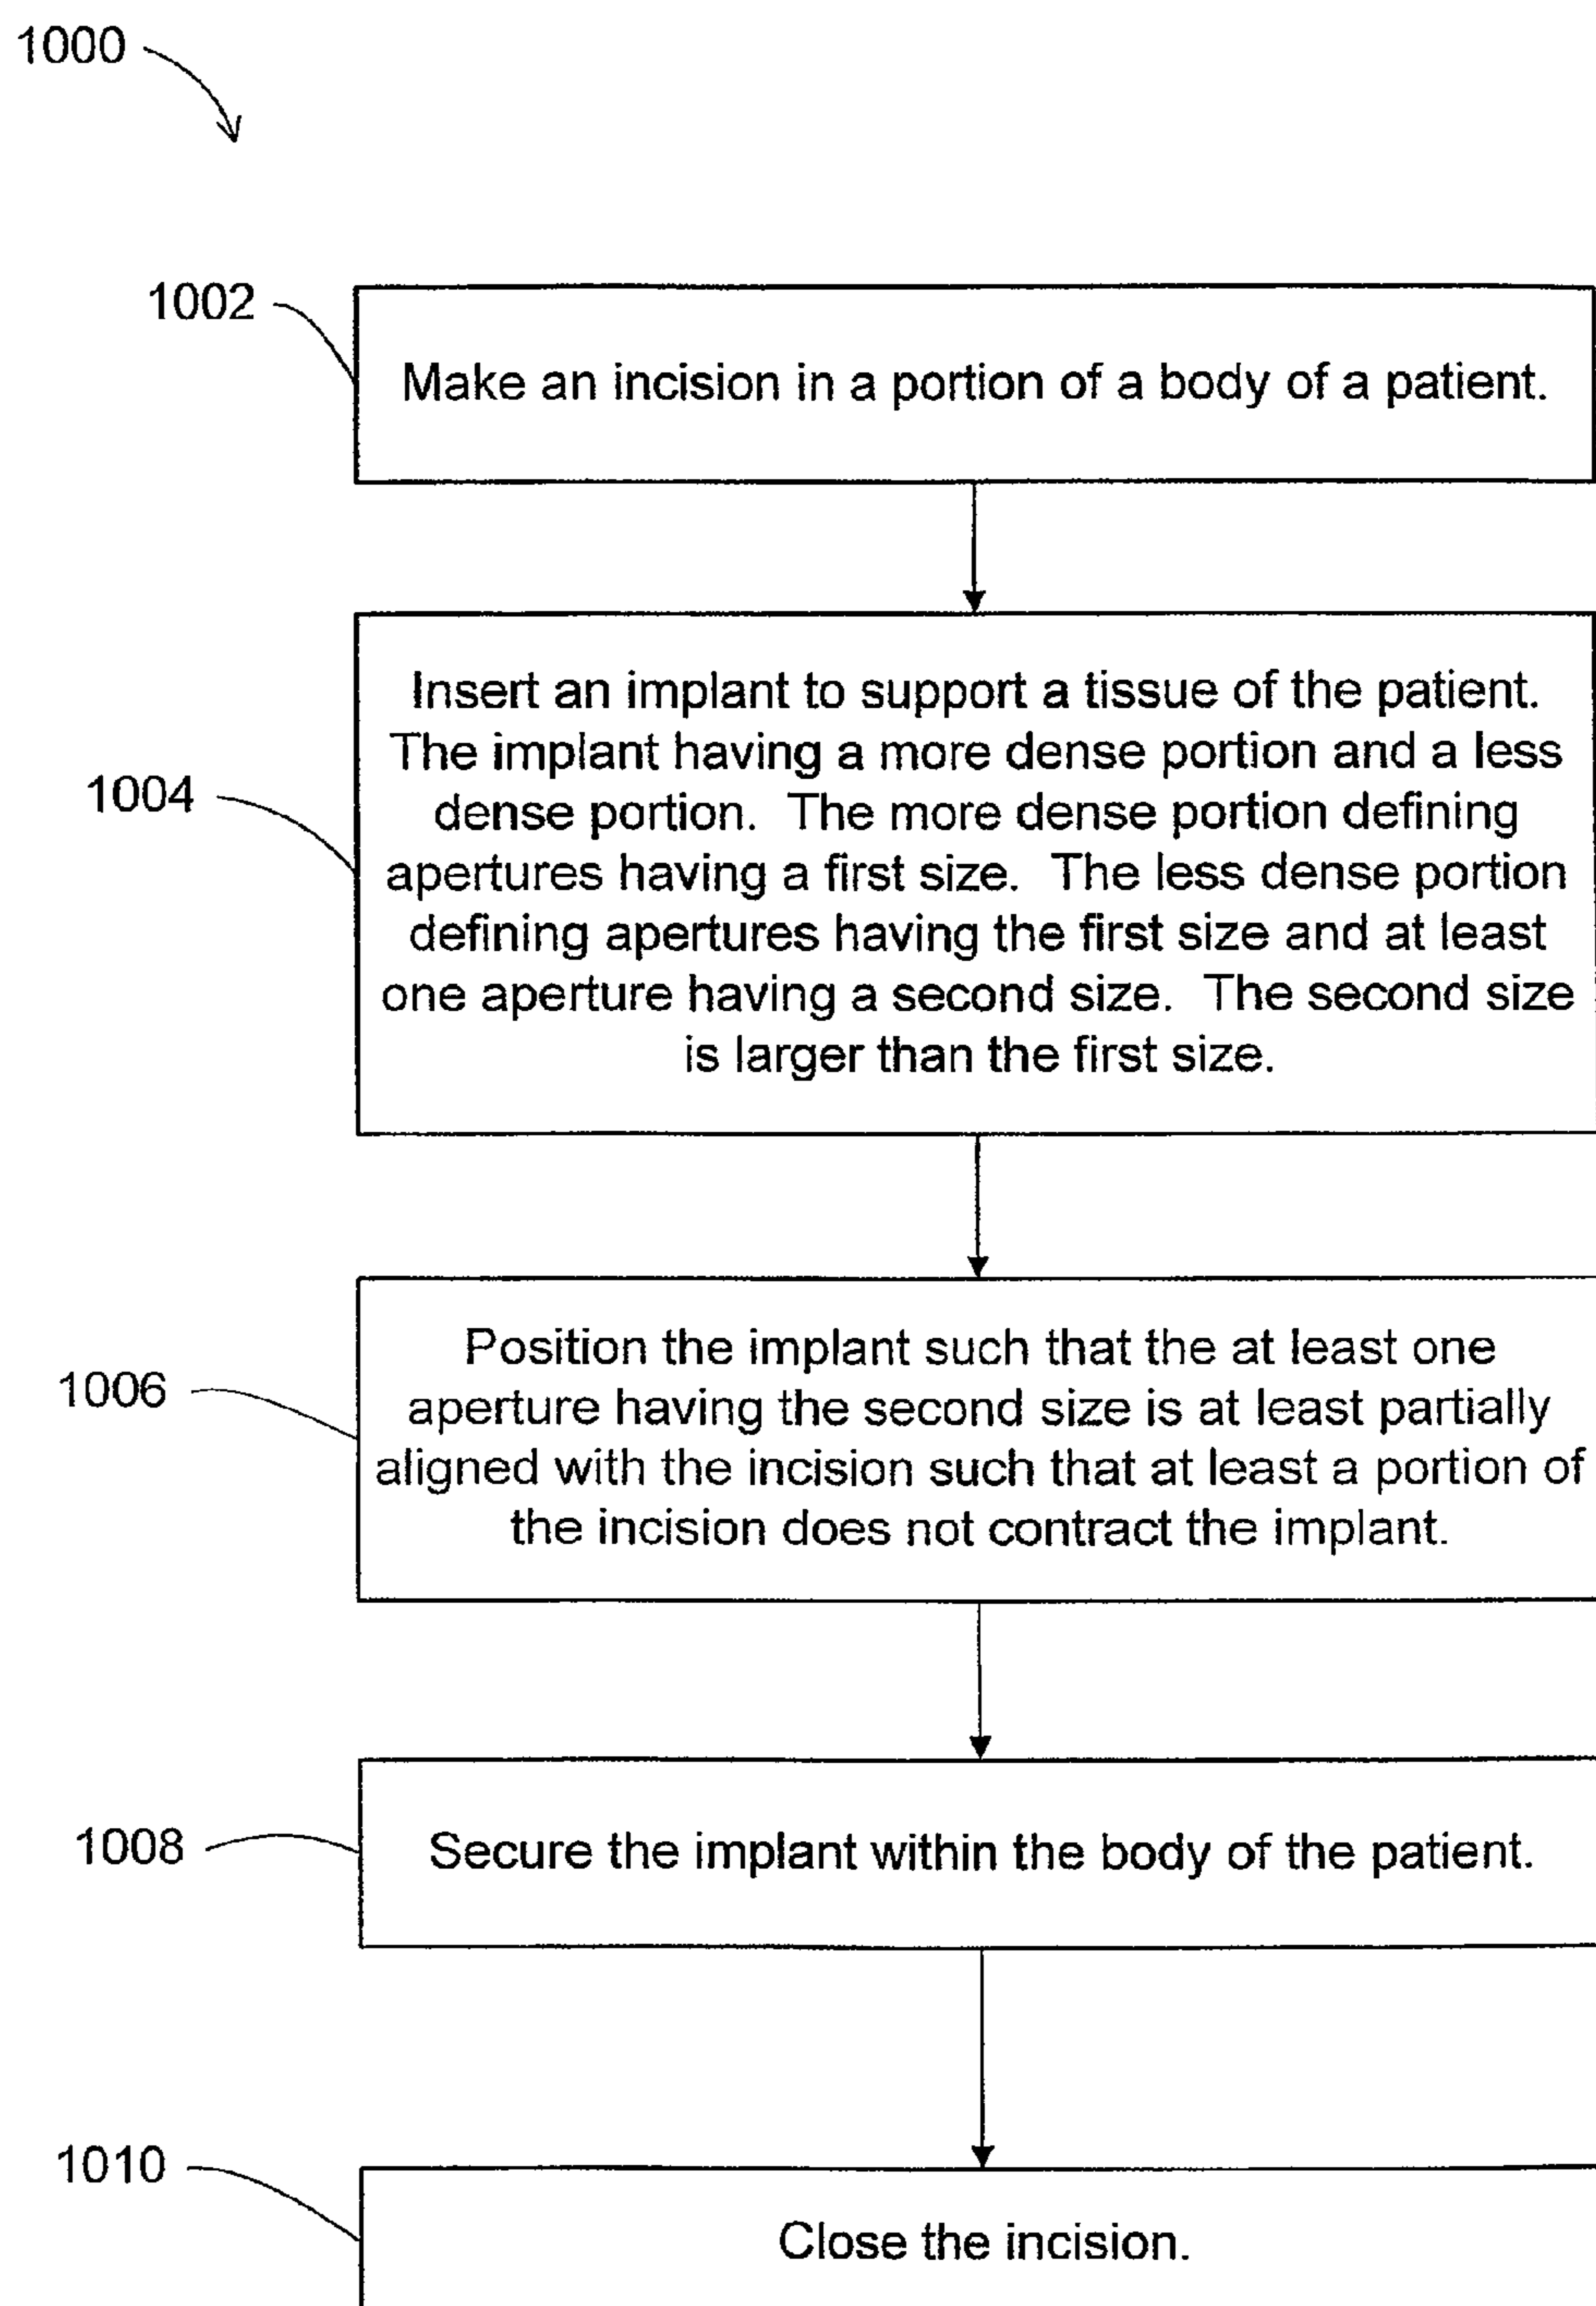 1000
1002
Make an incision in a portion of a body of a patient.
1004
Insert an implant to support a tissue of the patient.
The implant having a more dense portion and a less
dense portion.  The more dense portion defining
apertures having a first size.  The less dense portion
defining apertures having the first size and at least
one aperture having a second size.  The second size
is larger than the first size.
1006
Position the implant such that the at least one
aperture having the second size is at least partially
aligned with the incision such that at least a portion of
the incision does not contract the implant.
1008
Secure the implant within the body of the patient.
1010
Close the incision.